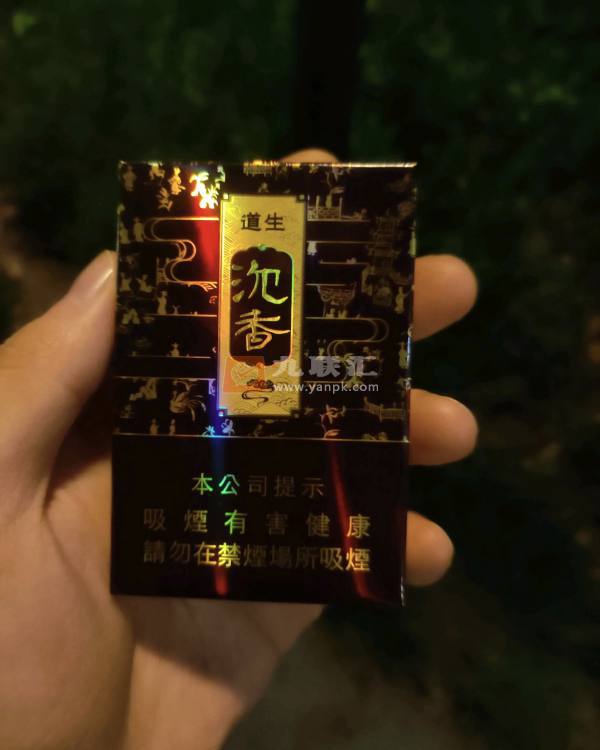 道生
沉香
九联汇
www.yanpk.com
本公司提示
吸煙有害健康
請勿在禁煙場所吸煙